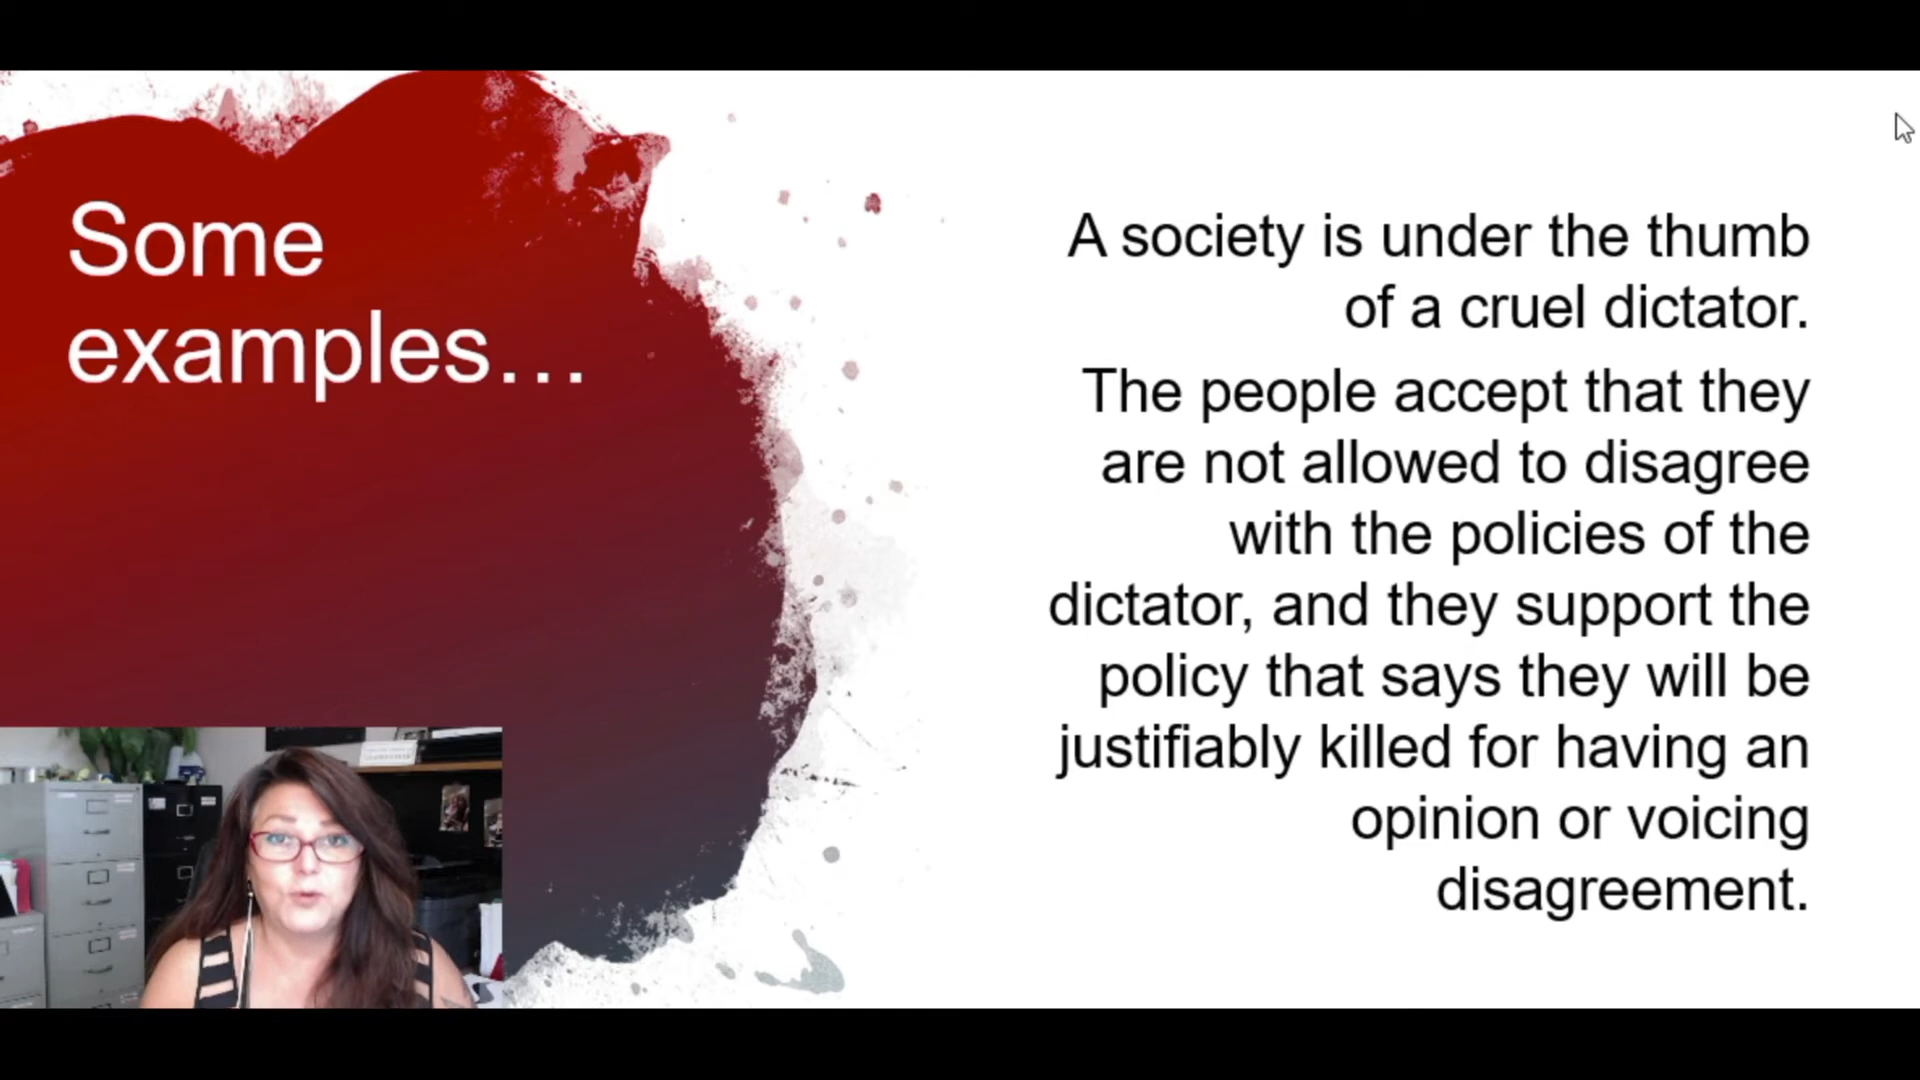 Some
examples…
A society is under the thumb
of a cruel dictator.
The people accept that they
are not allowed to disagree
with the policies of the
dictator, and they support the
policy that says they will be
justifiably killed for having an
opinion or voicing
disagreement.